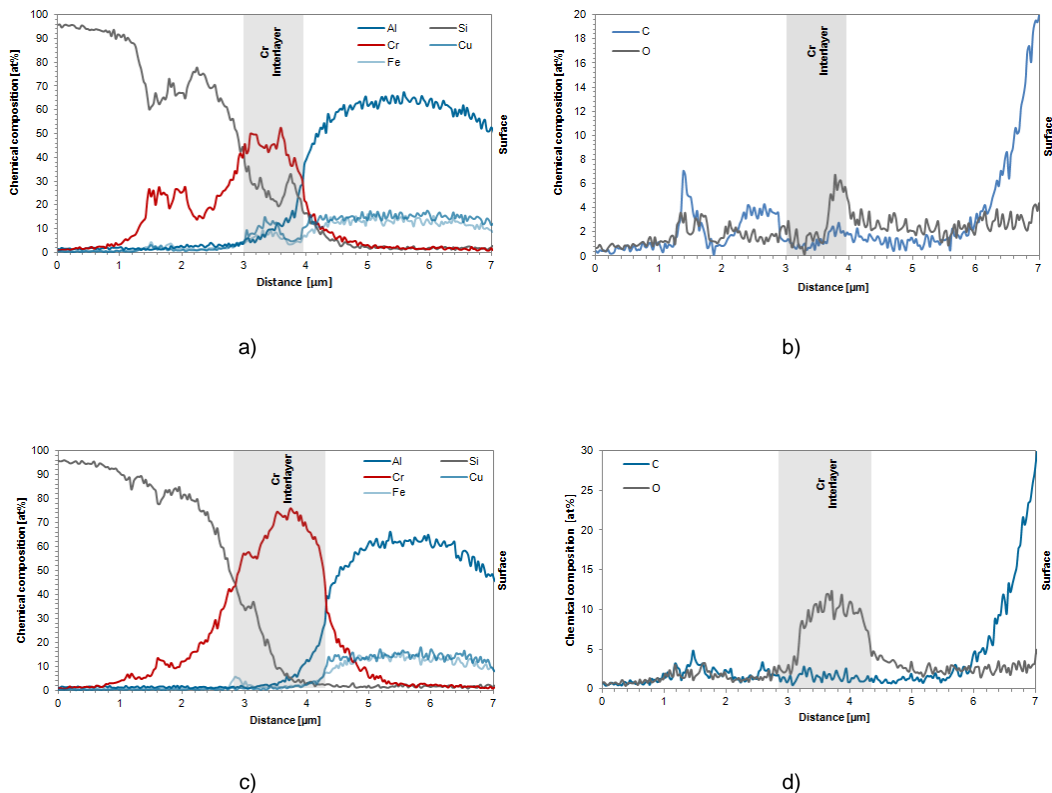 100
90
80
70
60
50
40
30
20
10
0
Chemical composition [at%]
Al
Si
Cr
Cu
Fe
Cr
Interlayer
0 1 2 3 4 5 6 7
Distance [µm]
Surface
a)
20
18
16
14
12
10
8
6
4
2
0
Chemical composition [at%]
C
O
Cr
Interlayer
0 1 2 3 4 5 6 7
Distance [µm]
Surface
b)
100
90
80
70
60
50
40
30
20
10
0
Chemical composition [at%]
Al
Si
Cr
Cu
Fe
Cr
Interlayer
0 1 2 3 4 5 6 7
Distance [µm]
Surface
c)
30
25
20
15
10
5
0
Chemical composition [at%]
C
O
Cr
Interlayer
0 1 2 3 4 5 6 7
Distance [µm]
Surface
d)